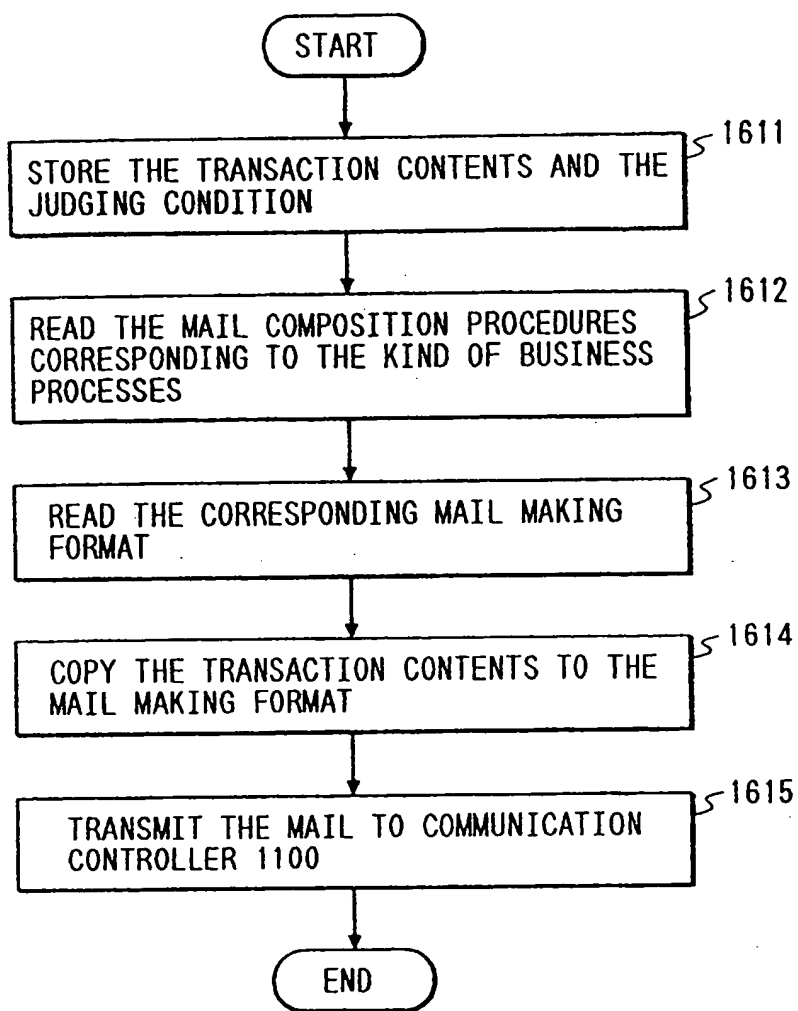 START
1611
STORE THE TRANSACTION CONTENTS AND THE
JUDGING CONDITION
1612
READ THE MAIL COMPOSITION PROCEDURES
CORRESPONDING TO THE KIND OF BUSINESS
PROCESSES
1613
READ THE CORRESPONDING MAIL MAKING
FORMAT
1614
COPY THE TRANSACTION CONTENTS TO THE
MAIL MAKING FORMAT
1615
TRANSMIT THE MAIL TO COMMUNICATION
CONTROLLER 1100
END